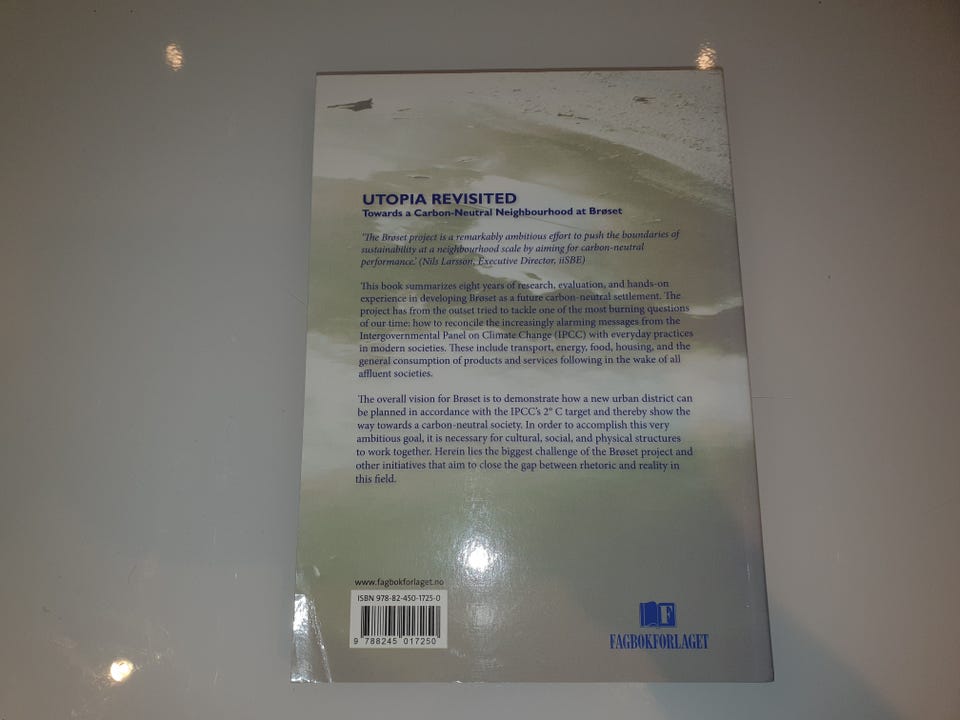 UTOPIA REVISITED
Towards a Carbon-Neutral Neighbourhood at Brøset
'The Brøset project is a remarkably ambitious effort to push the boundaries of
sustainability at a neighbourhood scale by aiming for carbon-neutral
performance.' (Nils Larsson, Executive Director, iiSBE)
This book summarizes eight years of research, evaluation, and hands-on
experience in developing Brøset as a future carbon-neutral settlement. The
project has from the outset tried to tackle one of the most burning questions
of our time: how to reconcile the increasingly alarming messages from the
Intergovernmental Panel on Climate Change (IPCC) with everyday practices
in modern societies. These include transport, energy, food, housing, and the
general consumption of products and services following in the wake of all
affluent societies.
The overall vision for Brøset is to demonstrate how a new urban district can
be planned in accordance with the IPCC's 2° C target and thereby show the
way towards a carbon-neutral society. In order to accomplish this very
ambitious goal, it is necessary for cultural, social, and physical structures
to work together. Herein lies the biggest challenge of the Brøset project and
other initiatives that aim to close the gap between rhetoric and reality in
this field.
www.fagbokforlaget.no
ISBN 978-82-450-1725-0
9 788245 017250
F
FAGBOKFORLAGET